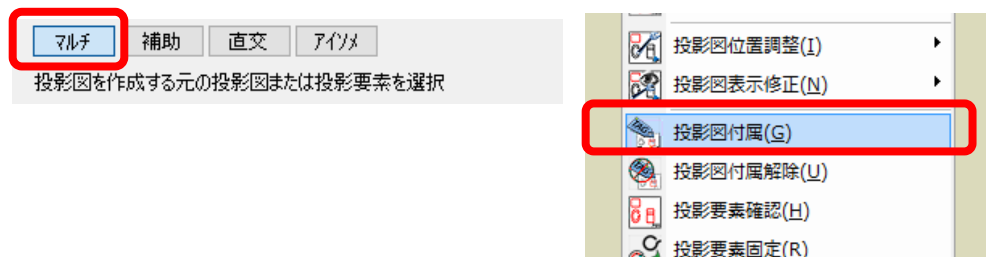 マルチ 補助 直交 アイソメ
投影図を作成する元の投影図または投影要素を選択
投影図位置調整(I)
投影図表示修正(N)
投影図付属(G)
投影図付属解除(U)
投影要素確認(H)
投影要素固定(R)